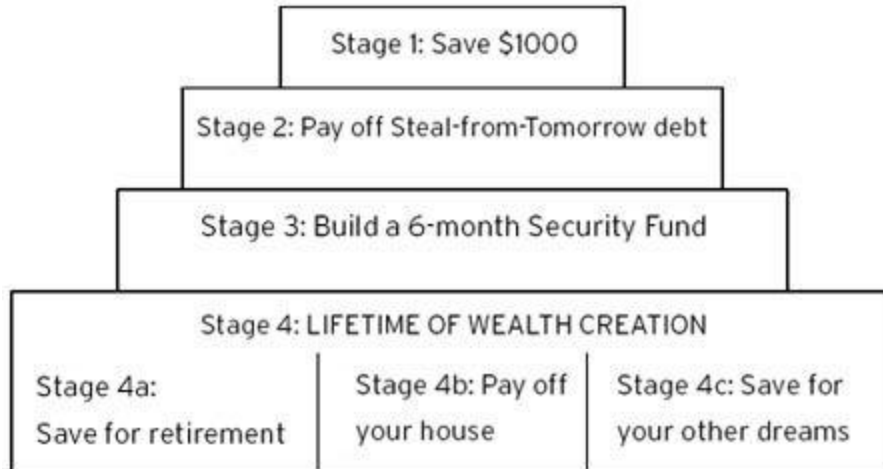 Stage 1: Save $1000
Stage 2: Pay off Steal-from-Tomorrow debt
Stage 3: Build a 6-month Security Fund
Stage 4: LIFETIME OF WEALTH CREATION
Stage 4a:
Save for retirement
Stage 4b: Pay off
your house
Stage 4c: Save for
your other dreams